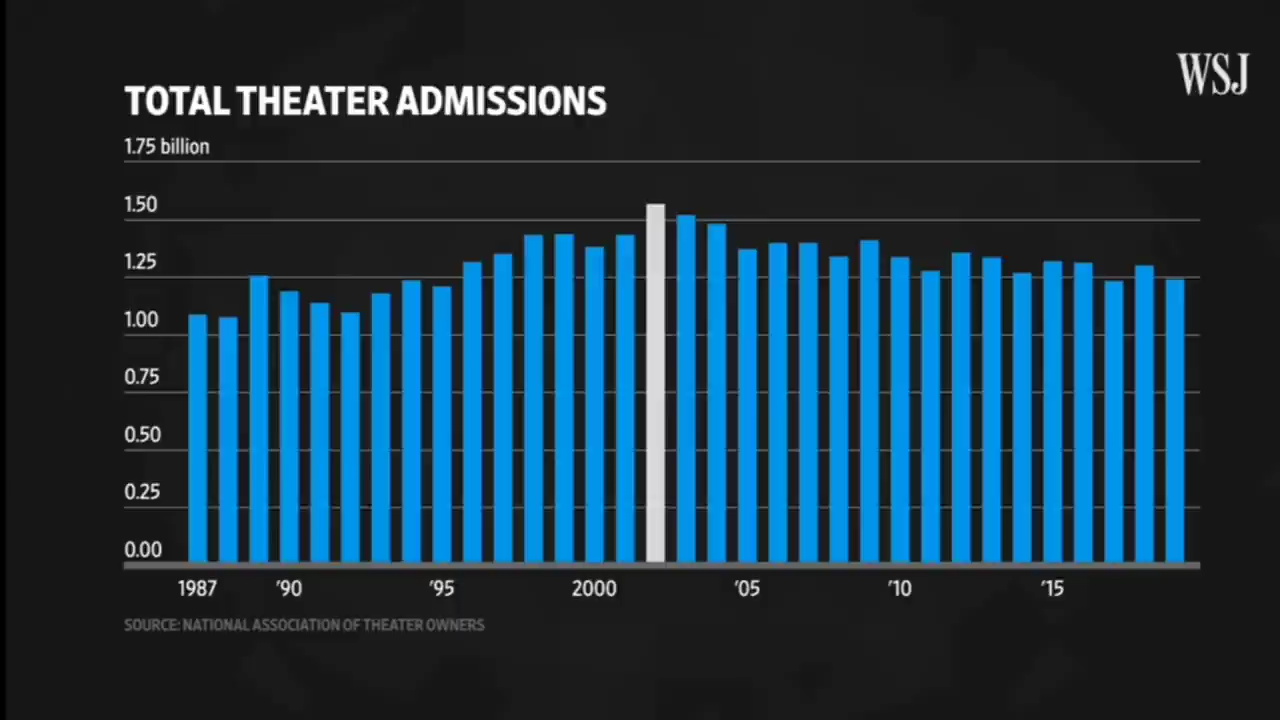 WSJ
TOTAL THEATER ADMISSIONS
1.75 billion
1.50
1.25
1.00
0.75
0.50
0.25
0.00
1987 '90 '95 2000 '05 '10 '15
SOURCE: NATIONAL ASSOCIATION OF THEATER OWNERS